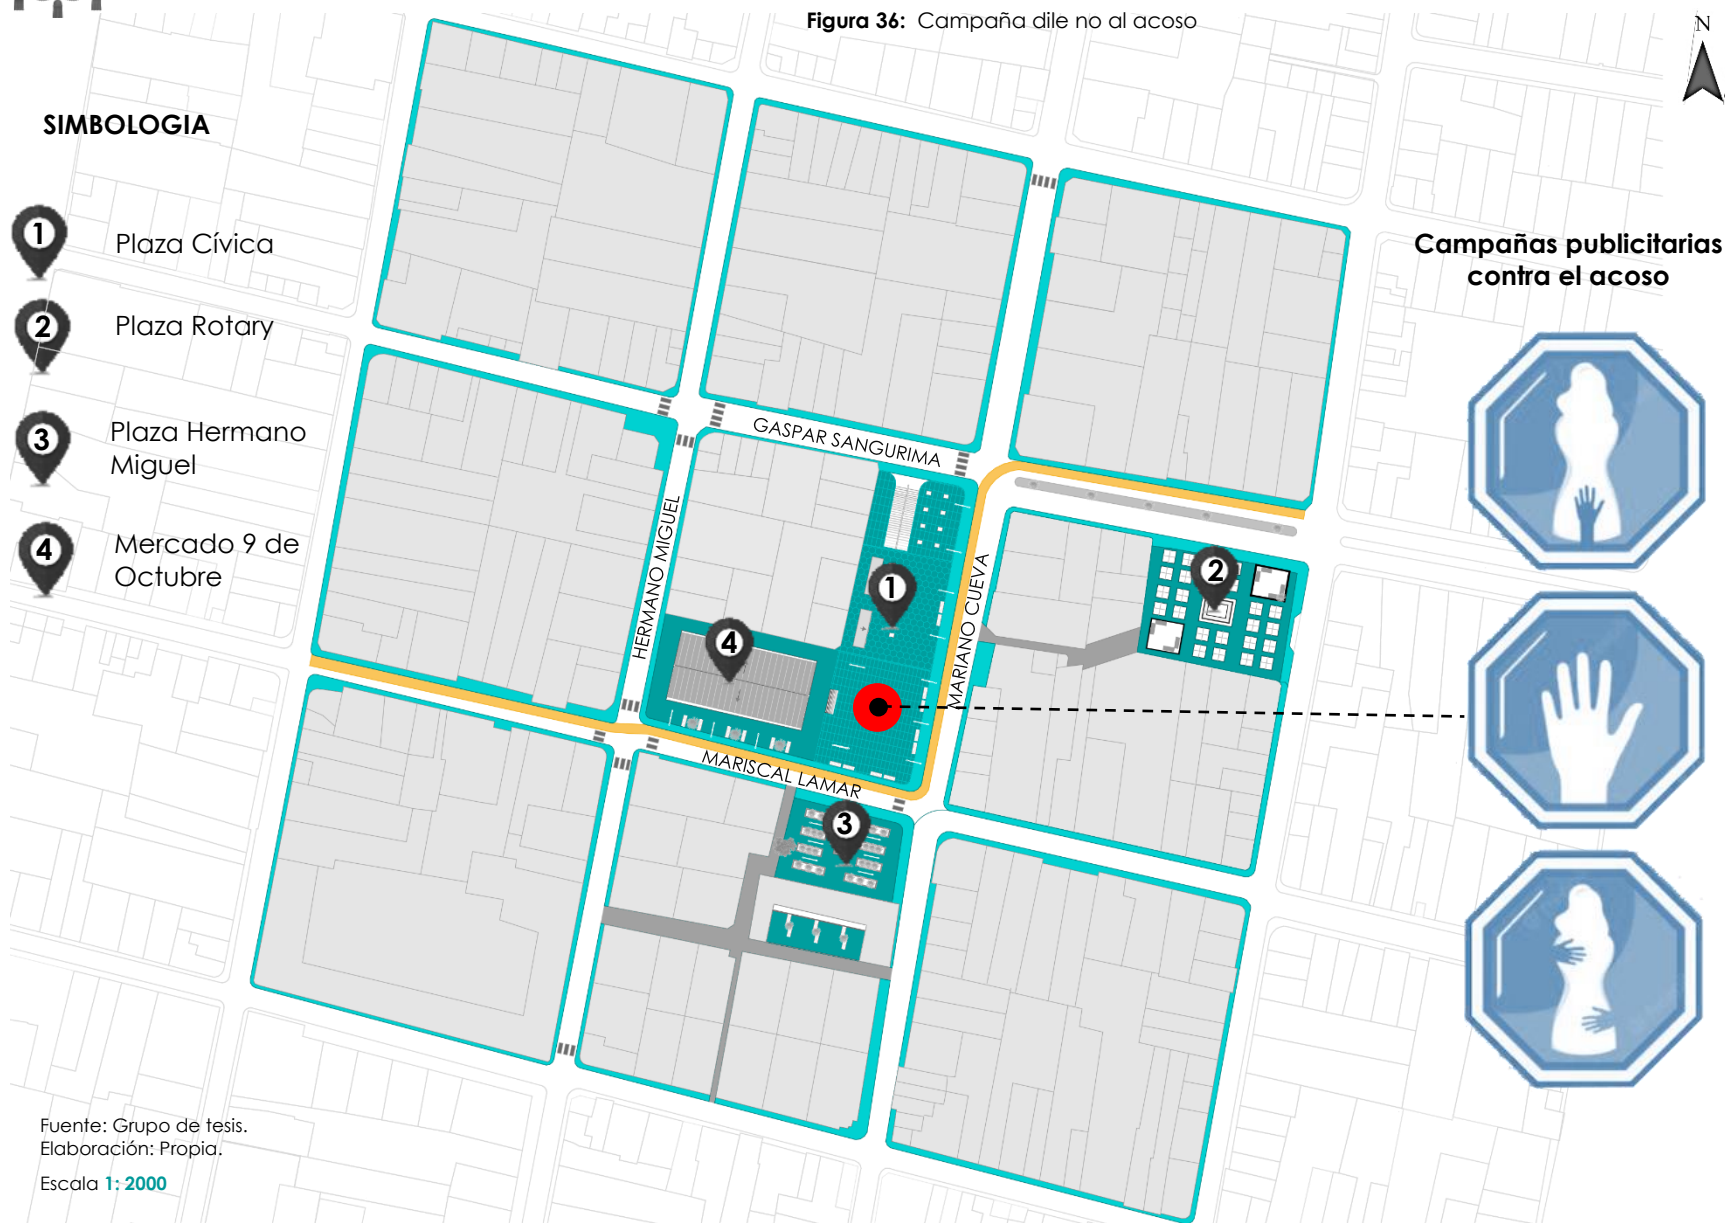 Figura 36: Campaña dile no al acoso
N
SIMBOLOGIA
1
Plaza Cívica
2
Plaza Rotary
3
Plaza Hermano
Miguel
4
Mercado 9 de
Octubre
Campañas publicitarias
contra el acoso
GASPAR SANGURIMA
HERMANO MIGUEL
MARIANO CUEVA
MARISCAL LAMAR
1
2
4
3
Fuente: Grupo de tesis.
Elaboración: Propia.
Escala 1: 2000